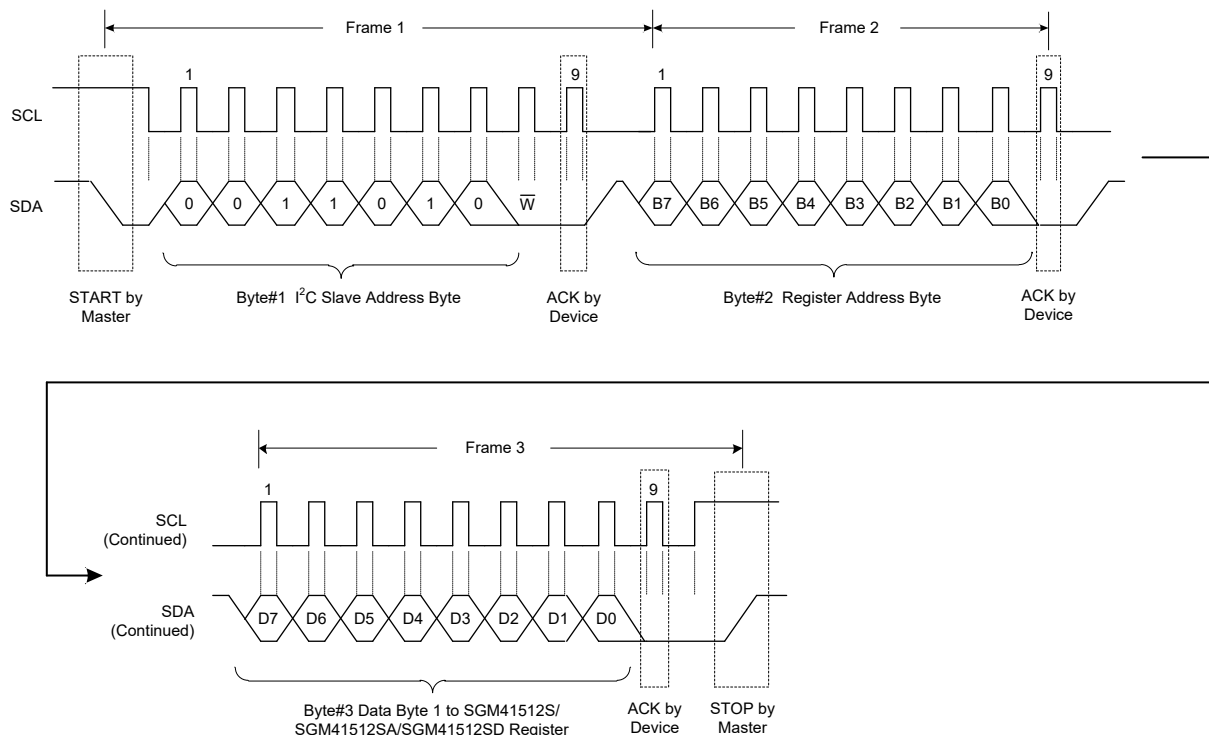 Frame 1
Frame 2
1
9
1
9
SCL
SDA
0
0
1
1
0
1
0
W
B7
B6
B5
B4
B3
B2
B1
B0
START by
Master
Byte#1 I²C Slave Address Byte
ACK by
Device
Byte#2 Register Address Byte
ACK by
Device
Frame 3
1
9
SCL
(Continued)
SDA
(Continued)
D7
D6
D5
D4
D3
D2
D1
D0
Byte#3 Data Byte 1 to SGM41512S/
SGM41512SA/SGM41512SD Register
ACK by
Device
STOP by
Master